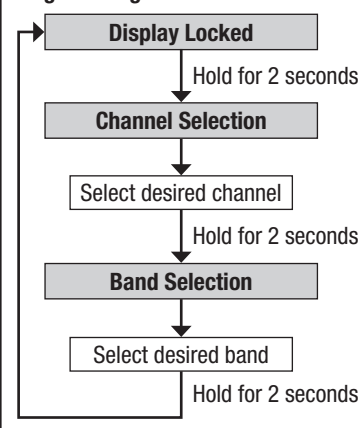 Display Locked
Hold for 2 seconds
Channel Selection
Select desired channel
Hold for 2 seconds
Band Selection
Select desired band
Hold for 2 seconds